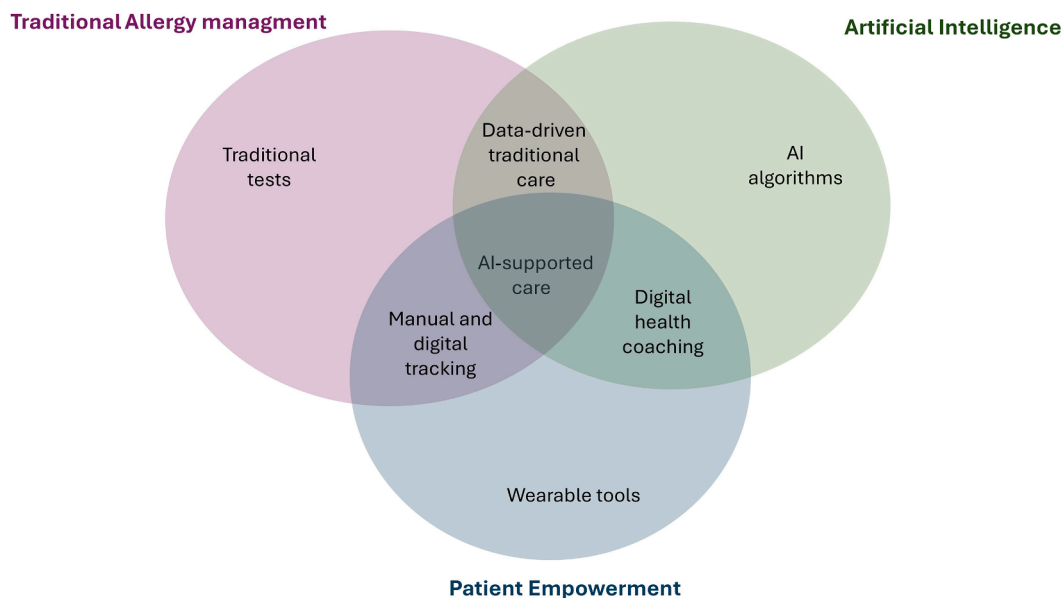 Traditional Allergy managment
Artificial Intelligence
Traditional
tests
Data-driven
traditional
care
AI
algorithms
AI-supported
care
Manual and
digital
tracking
Digital
health
coaching
Wearable tools
Patient Empowerment